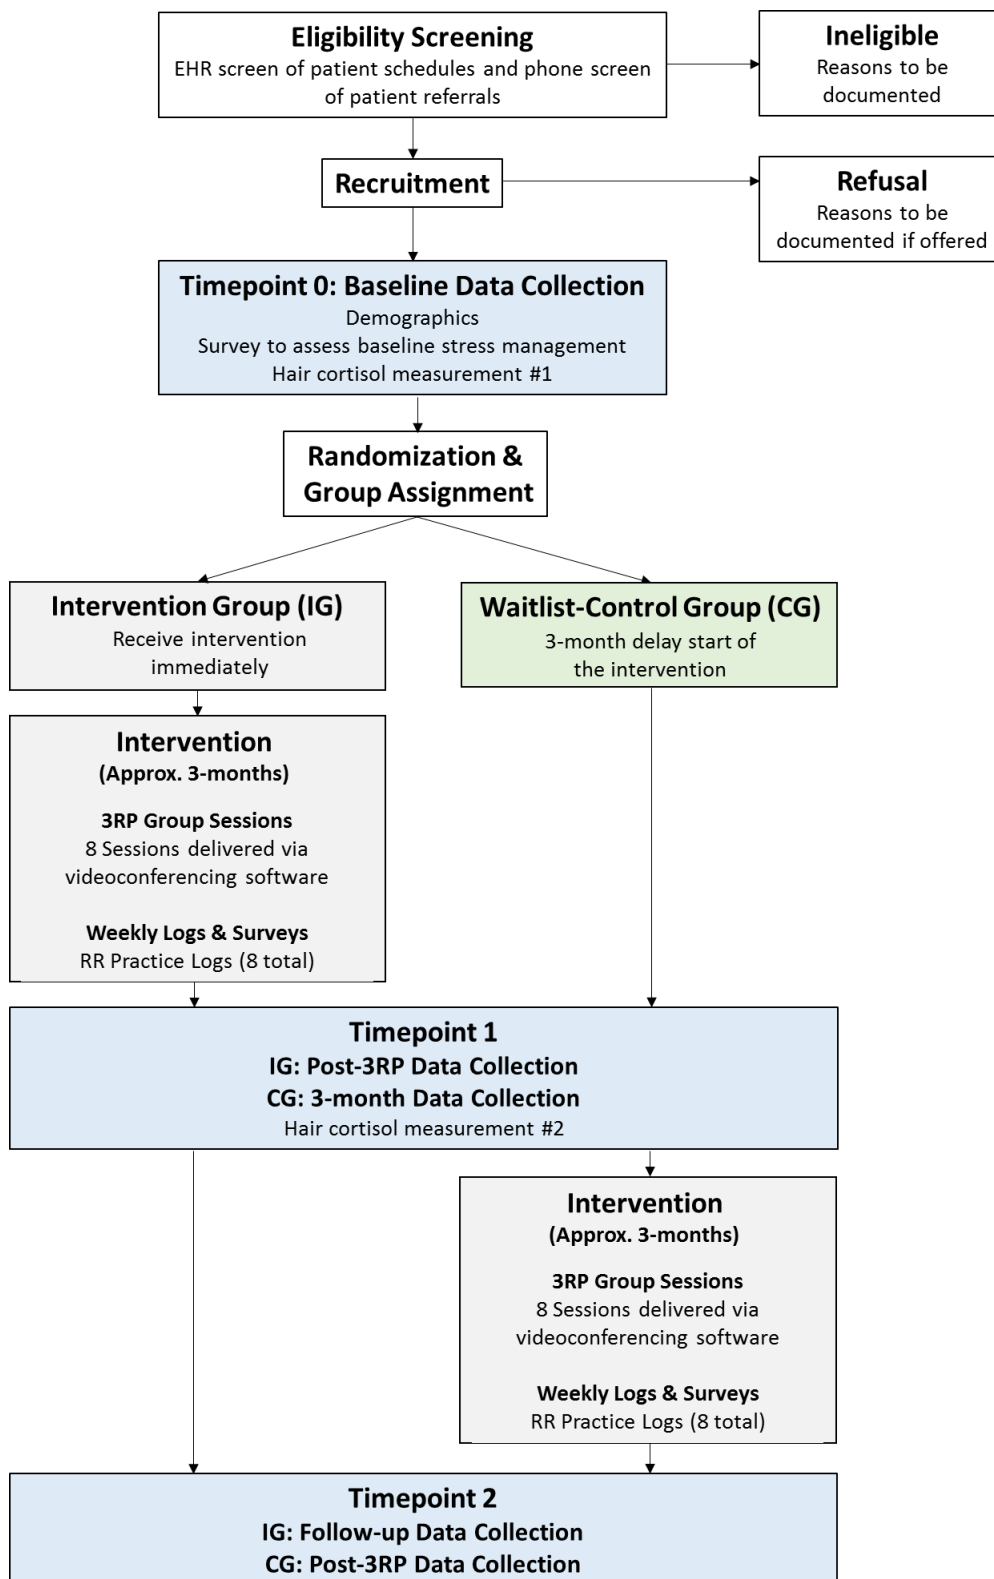 Eligibility Screening
EHR screen of patient schedules and phone screen
of patient referrals
Ineligible
Reasons to be
documented
Recruitment
Refusal
Reasons to be
documented if offered
Timepoint 0: Baseline Data Collection
Demographics
Survey to assess baseline stress management
Hair cortisol measurement #1
Randomization &
Group Assignment
Intervention Group (IG)
Receive intervention
immediately
Waitlist-Control Group (CG)
3-month delay start of
the intervention
Intervention
(Approx. 3-months)
3RP Group Sessions
8 Sessions delivered via
videoconferencing software
Weekly Logs & Surveys
RR Practice Logs (8 total)
Timepoint 1
IG: Post-3RP Data Collection
CG: 3-month Data Collection
Hair cortisol measurement #2
Intervention
(Approx. 3-months)
3RP Group Sessions
8 Sessions delivered via
videoconferencing software
Weekly Logs & Surveys
RR Practice Logs (8 total)
Timepoint 2
IG: Follow-up Data Collection
CG: Post-3RP Data Collection